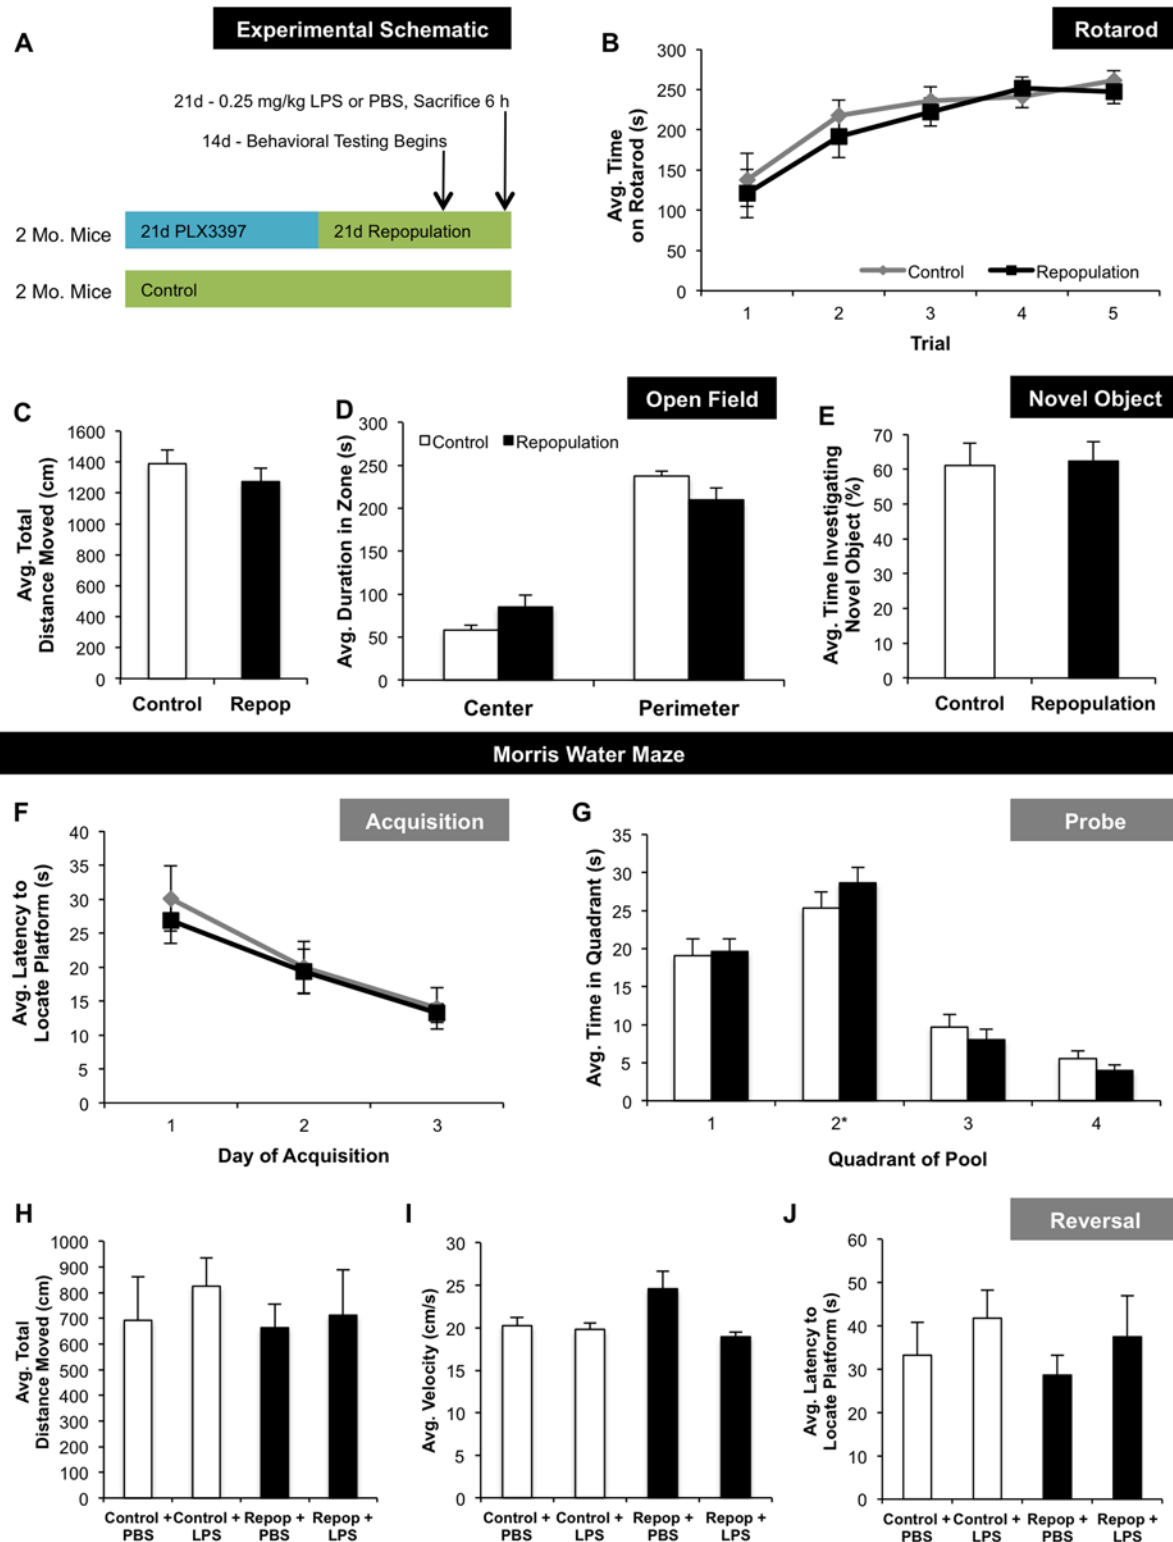 A
Experimental Schematic
21d - 0.25 mg/kg LPS or PBS, Sacrifice 6 h
14d - Behavioral Testing Begins
2 Mo. Mice
21d PLX3397
21d Repopulation
2 Mo. Mice
Control
B
Rotarod
Avg. Time
on Rotarod (s)
300
250
200
150
100
50
0
Control
Repopulation
1 2 3 4 5
Trial
C
Avg. Total
Distance Moved (cm)
1600
1400
1200
1000
800
600
400
200
0
Control Repop
D
Open Field
Avg. Duration in Zone (s)
300
250
200
150
100
50
0
Control Repopulation
Center Perimeter
E
Novel Object
Avg. Time Investigating
Novel Object (%)
70
60
50
40
30
20
10
0
Control Repopulation
Morris Water Maze
F
Acquisition
Avg. Latency to
Locate Platform (s)
40
35
30
25
20
15
10
5
0
1 2 3
Day of Acquisition
G
Probe
Avg. Time in Quadrant (s)
35
30
25
20
15
10
5
0
1 2* 3 4
Quadrant of Pool
H
Avg. Total
Distance Moved (cm)
1000
900
800
700
600
500
400
300
200
100
0
Control + Control + Repop + Repop +
PBS LPS PBS LPS
I
Avg. Velocity (cm/s)
30
25
20
15
10
5
0
Control + Control + Repop + Repop +
PBS LPS PBS LPS
J
Reversal
Avg. Latency to
Locate Platform (s)
60
50
40
30
20
10
0
Control + Control + Repop + Repop +
PBS LPS PBS LPS